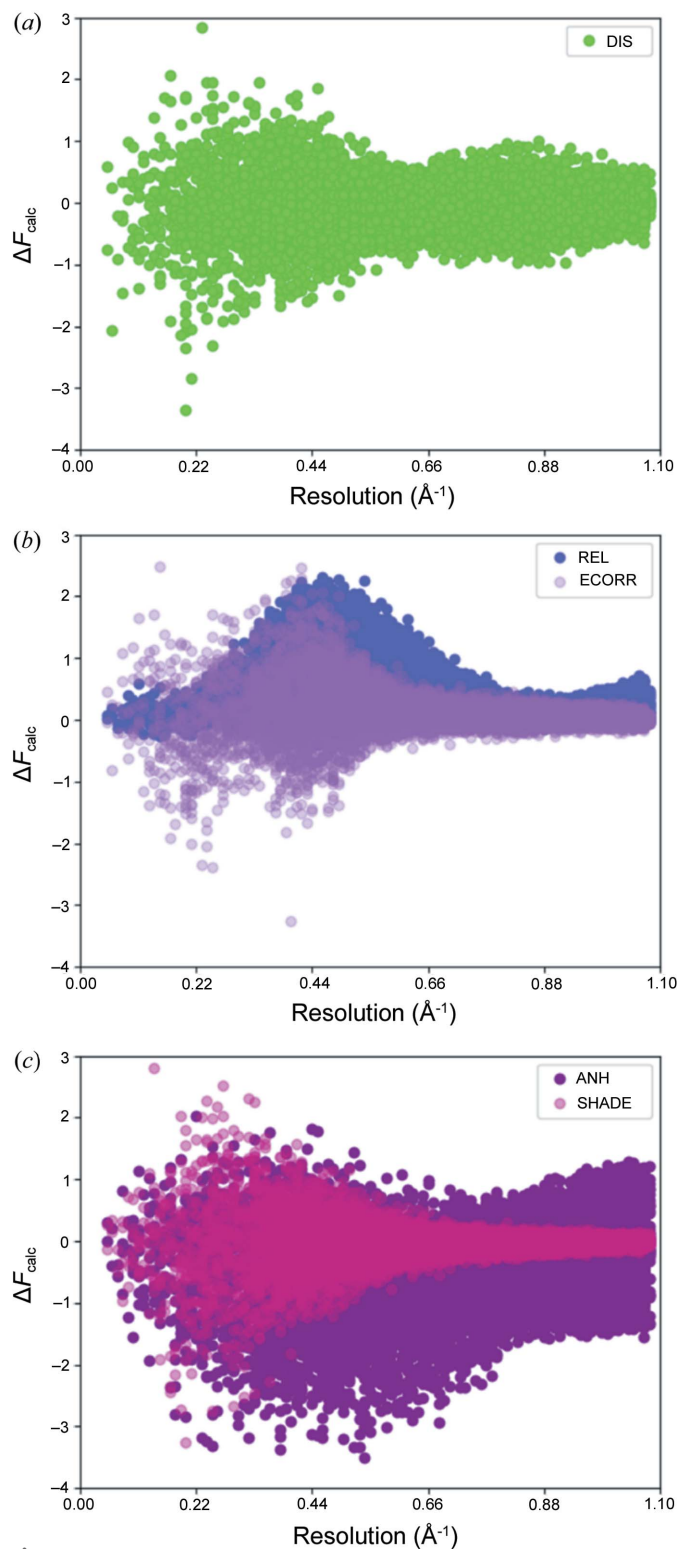 (a)
3
DIS
2
1
0
ΔFcalc
–1
–2
–3
–4
0.00 0.22 0.44 0.66 0.88 1.10
Resolution (Å-1)
(b)
3
REL
ECORR
2
1
0
ΔFcalc
–1
–2
–3
–4
0.00 0.22 0.44 0.66 0.88 1.10
Resolution (Å-1)
(c)
3
ANH
SHADE
2
1
0
ΔFcalc
–1
–2
–3
–4
0.00 0.22 0.44 0.66 0.88 1.10
Resolution (Å-1)